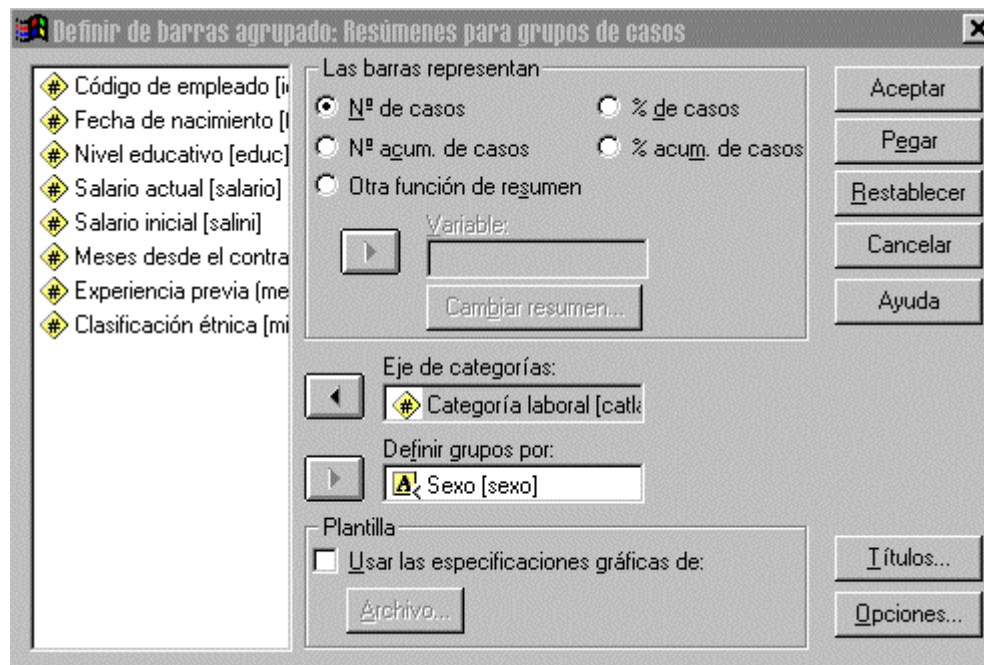 Definir de barras agrupado: Resúmenes para grupos de casos
Código de empleado [i
Fecha de nacimiento [
Nivel educativo [educ]
Salario actual [salario]
Salario inicial [salini]
Meses desde el contra
Experiencia previa (me
Clasificación étnica [mi
Las barras representan
Nº de casos
% de casos
Nº acum. de casos
% acum. de casos
Otra función de resumen
Variable:
Cambiar resumen...
Eje de categorías:
Categoría laboral [catla
Definir grupos por:
Sexo [sexo]
Plantilla
Usar las especificaciones gráficas de:
Archivo...
Aceptar
Pegar
Restablecer
Cancelar
Ayuda
Títulos...
Opciones...